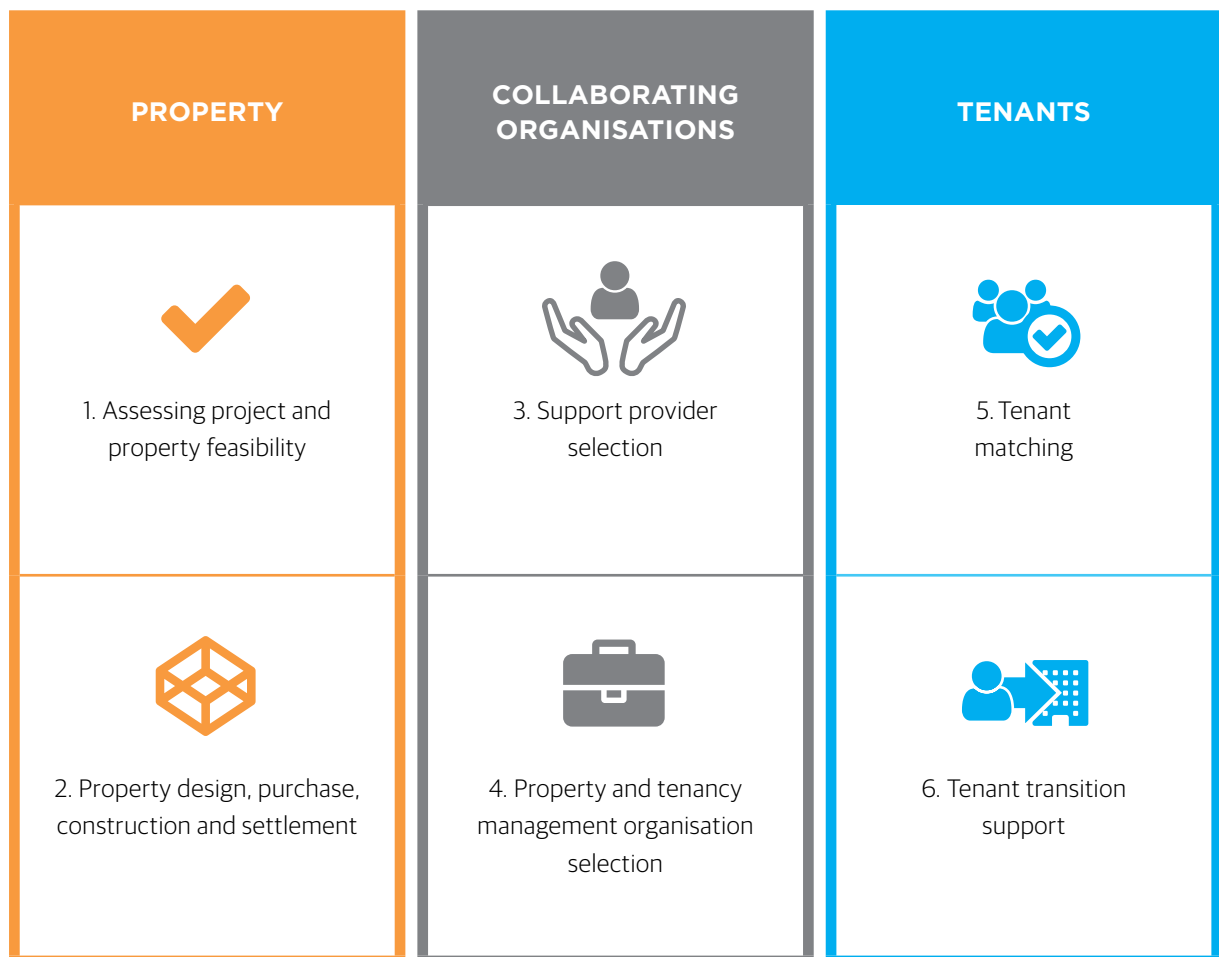 PROPERTY
1. Assessing project and
property feasibility
2. Property design, purchase,
construction and settlement
COLLABORATING
ORGANISATIONS
3. Support provider
selection
4. Property and tenancy
management organisation
selection
TENANTS
5. Tenant
matching
6. Tenant transition
support